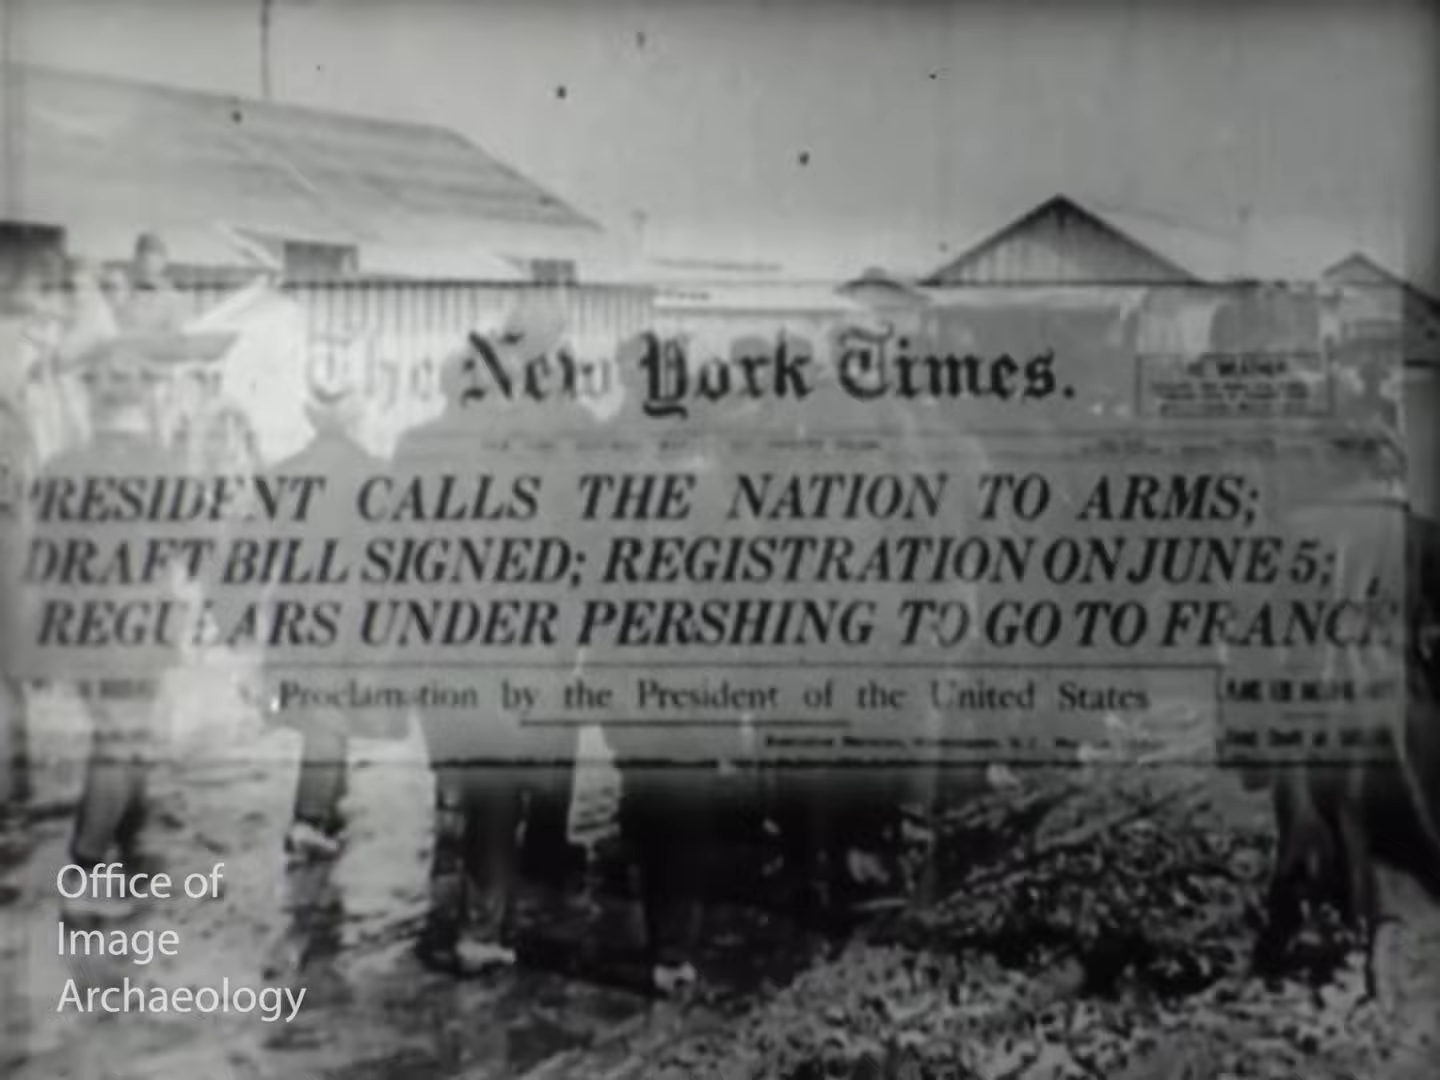 The New York Times.
PRESIDENT CALLS THE NATION TO ARMS;
DRAFT BILL SIGNED; REGISTRATION ON JUNE 5;
REGULARS UNDER PERSHING TO GO TO FRANCE
Proclamation by the President of the United States
Office of
Image
Archaeology